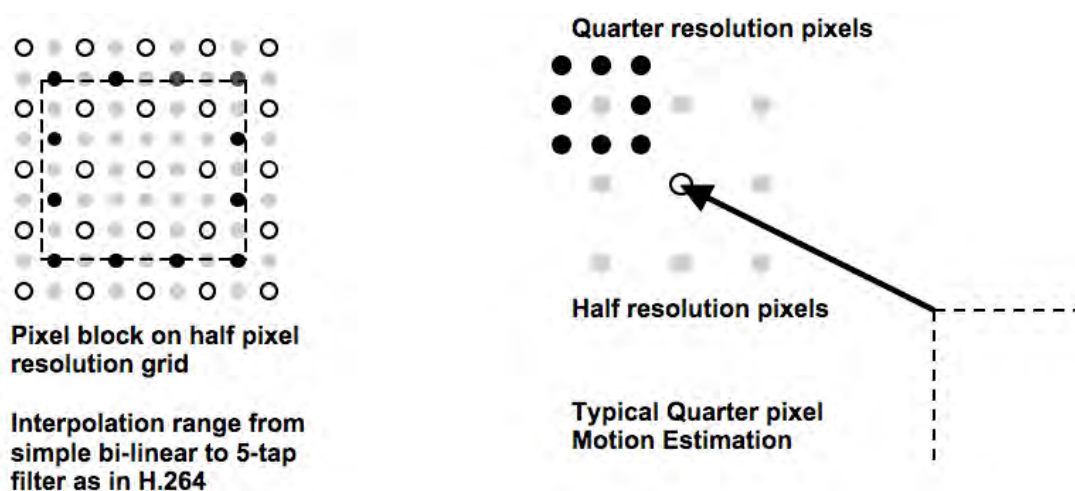 Quarter resolution pixels
Pixel block on half pixel
resolution grid
Interpolation range from
simple bi-linear to 5-tap
filter as in H.264
Half resolution pixels
Typical Quarter pixel
Motion Estimation